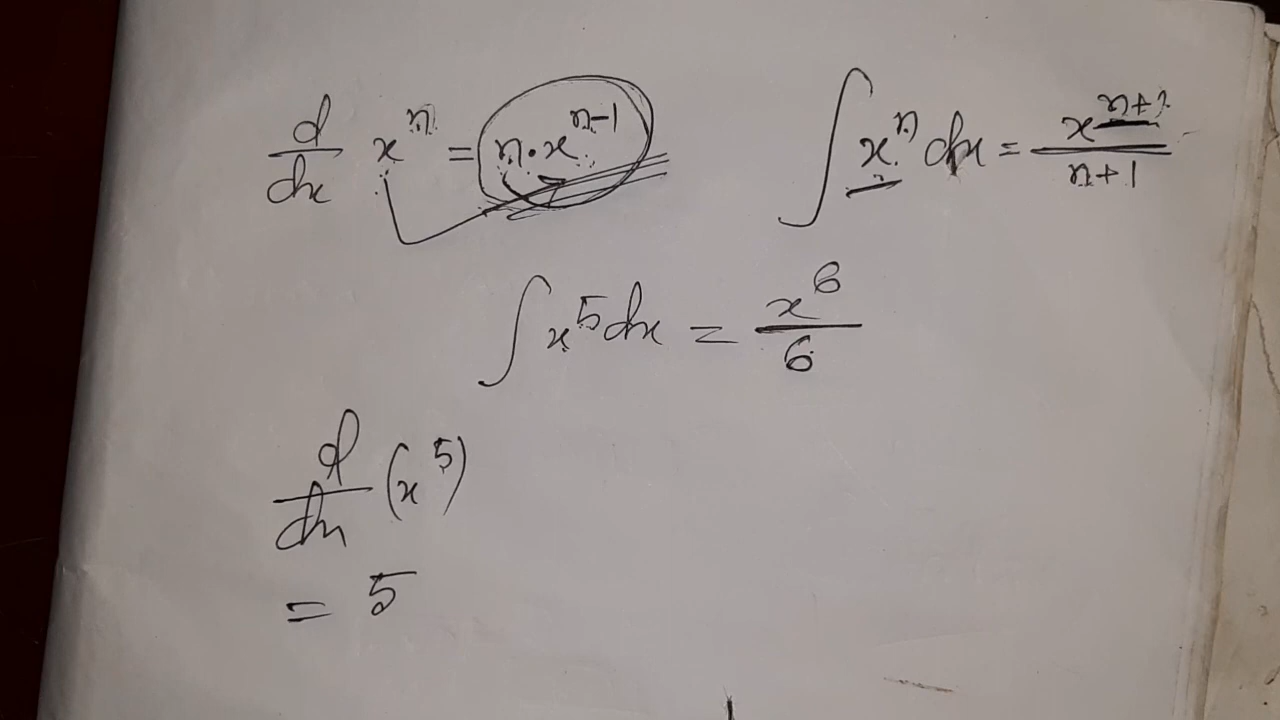 d/dx x^n = n·x^(n-1)
∫x^n dx = x^(n+1)/(n+1)
∫x^5 dx = x^6/6
d/dx (x^5)
= 5